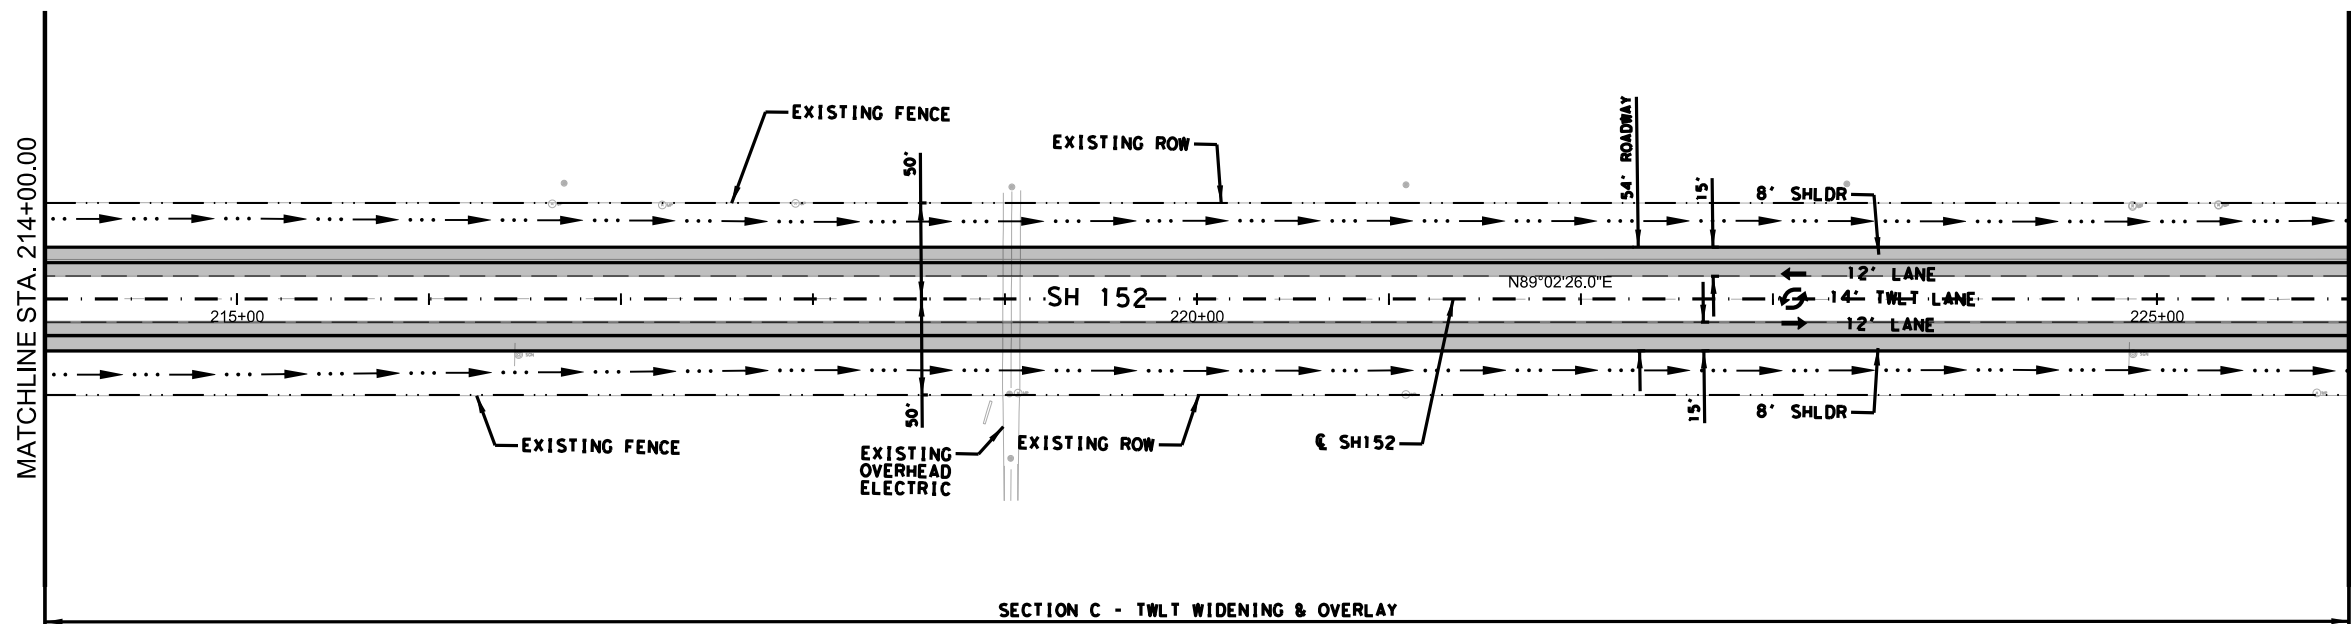 MATCHLINE STA. 214+00.00
EXISTING FENCE
EXISTING ROW
50'
54' ROADWAY
15'
8' SHLDR
12' LANE
N89°02'26.0"E
SH 152
14' TWLT LANE
215+00
220+00
225+00
12' LANE
50'
15'
8' SHLDR
EXISTING FENCE
EXISTING
OVERHEAD
ELECTRIC
EXISTING ROW
℄ SH152
SECTION C - TWLT WIDENING & OVERLAY